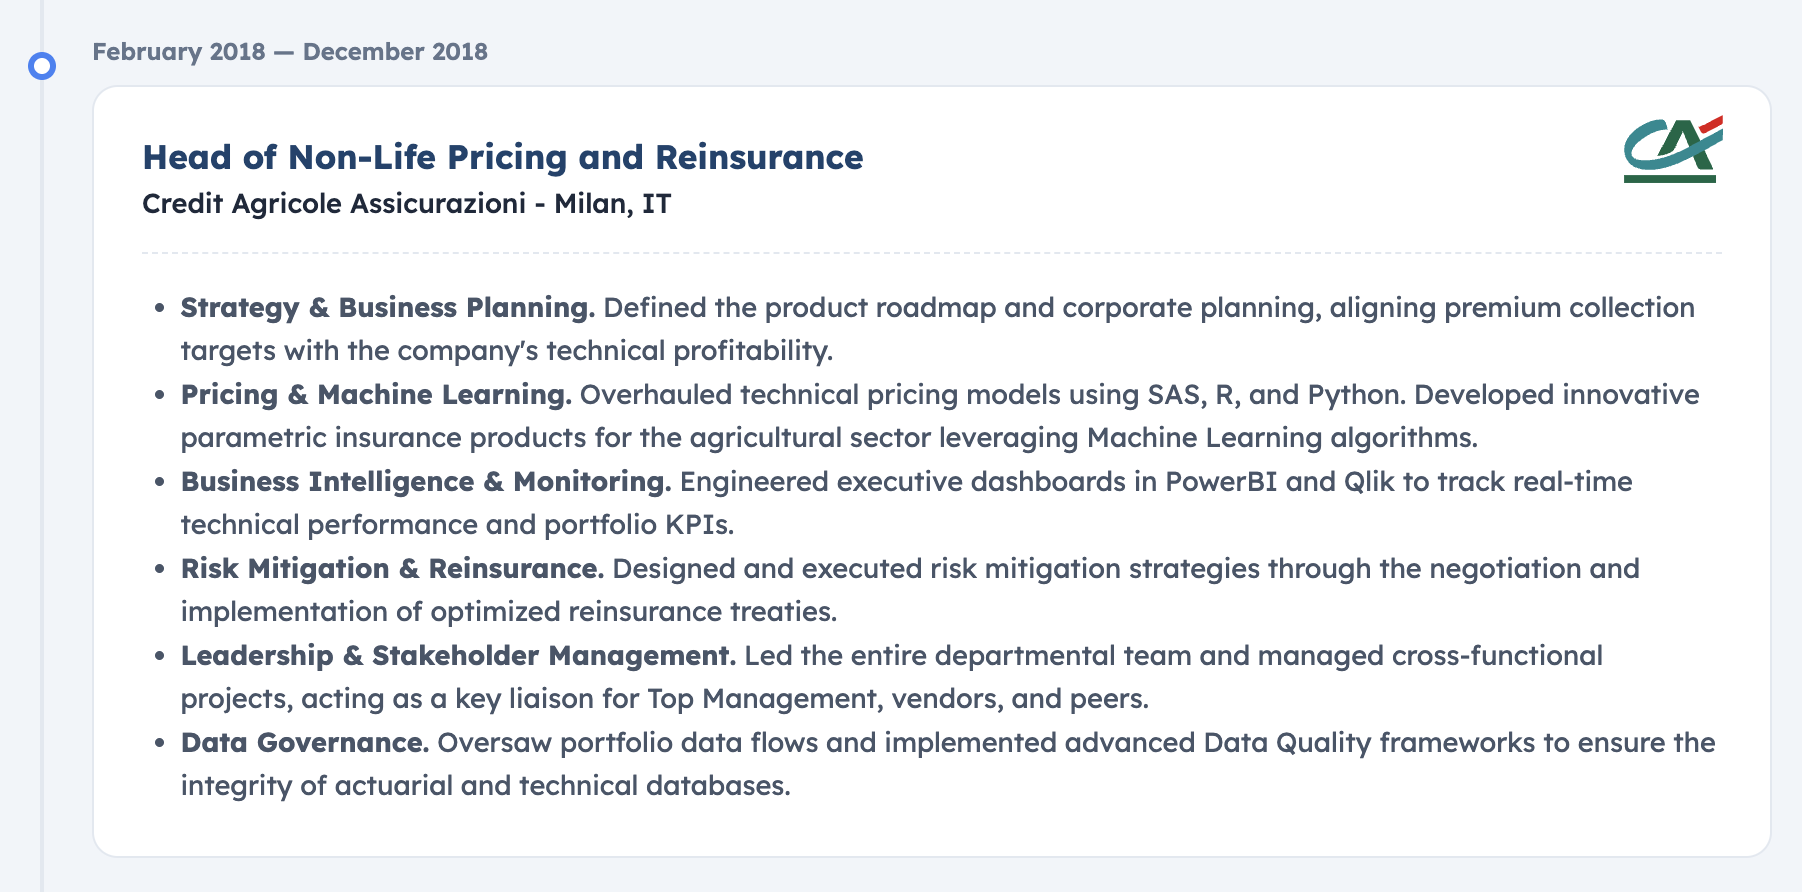 February 2018 — December 2018
CA
Head of Non-Life Pricing and Reinsurance
Credit Agricole Assicurazioni - Milan, IT
• Strategy & Business Planning. Defined the product roadmap and corporate planning, aligning premium collection
targets with the company's technical profitability.
• Pricing & Machine Learning. Overhauled technical pricing models using SAS, R, and Python. Developed innovative
parametric insurance products for the agricultural sector leveraging Machine Learning algorithms.
• Business Intelligence & Monitoring. Engineered executive dashboards in PowerBI and Qlik to track real-time
technical performance and portfolio KPIs.
• Risk Mitigation & Reinsurance. Designed and executed risk mitigation strategies through the negotiation and
implementation of optimized reinsurance treaties.
• Leadership & Stakeholder Management. Led the entire departmental team and managed cross-functional
projects, acting as a key liaison for Top Management, vendors, and peers.
• Data Governance. Oversaw portfolio data flows and implemented advanced Data Quality frameworks to ensure the
integrity of actuarial and technical databases.